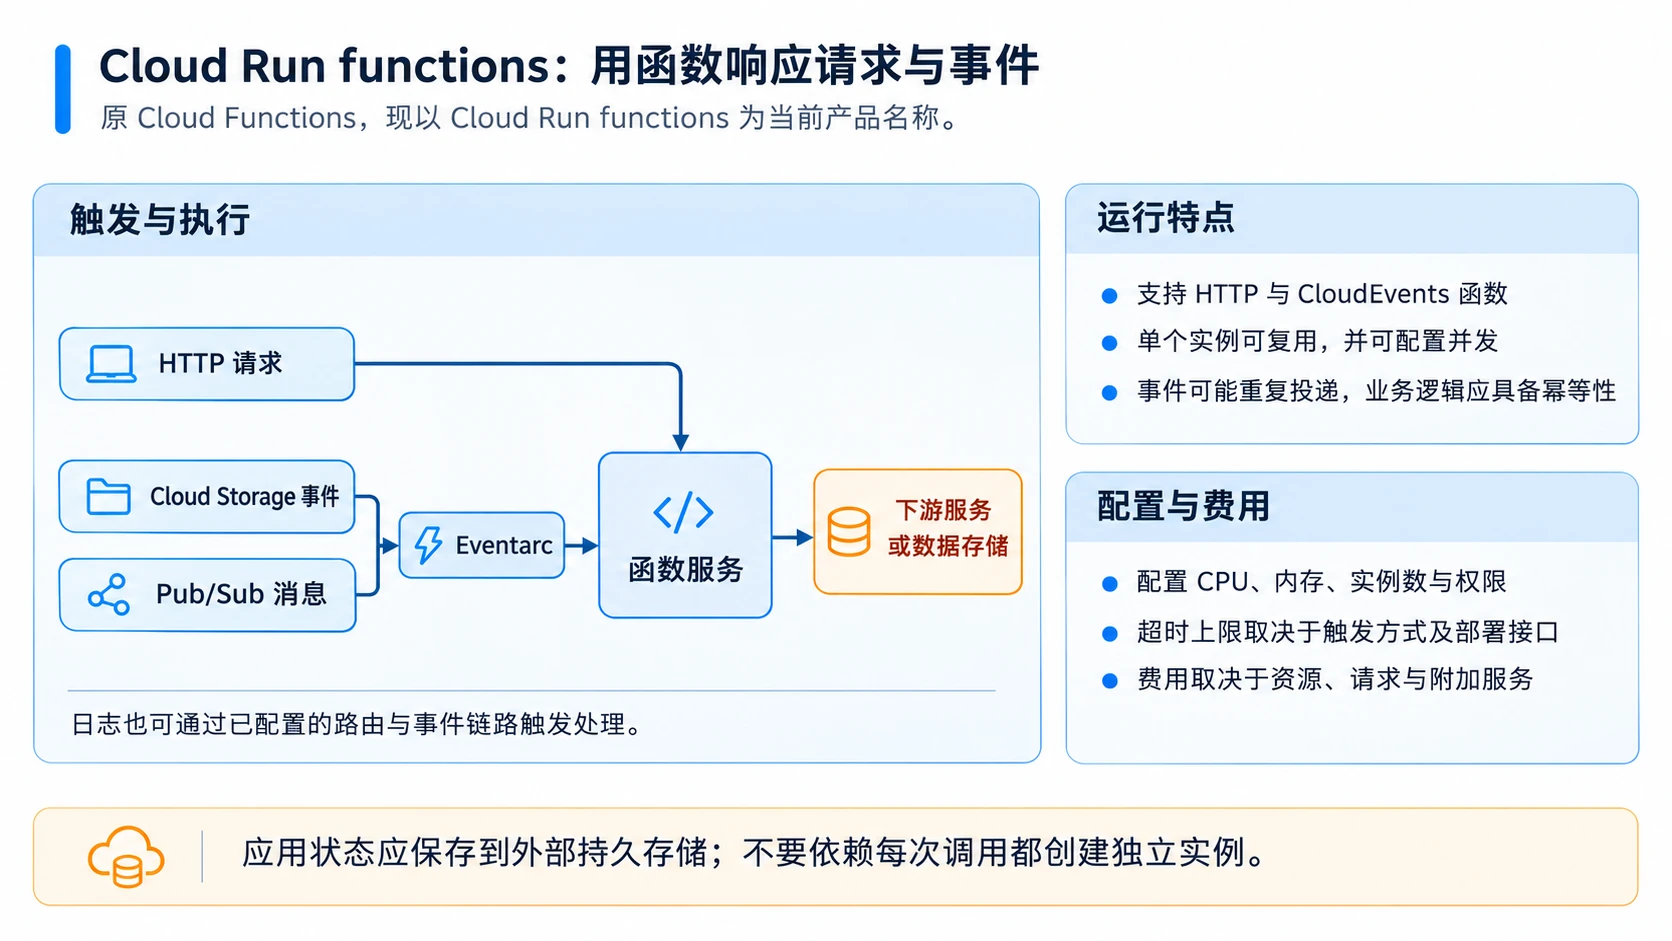 Cloud Run functions：用函数响应请求与事件
原 Cloud Functions，现以 Cloud Run functions 为当前产品名称。
触发与执行
HTTP 请求
Cloud Storage 事件
Pub/Sub 消息
Eventarc
函数服务
下游服务
或数据存储
日志也可通过已配置的路由与事件链路触发处理。
运行特点
支持 HTTP 与 CloudEvents 函数
单个实例可复用，并可配置并发
事件可能重复投递，业务逻辑应具备幂等性
配置与费用
配置 CPU、内存、实例数与权限
超时上限取决于触发方式及部署接口
费用取决于资源、请求与附加服务
应用状态应保存到外部持久存储；不要依赖每次调用都创建独立实例。